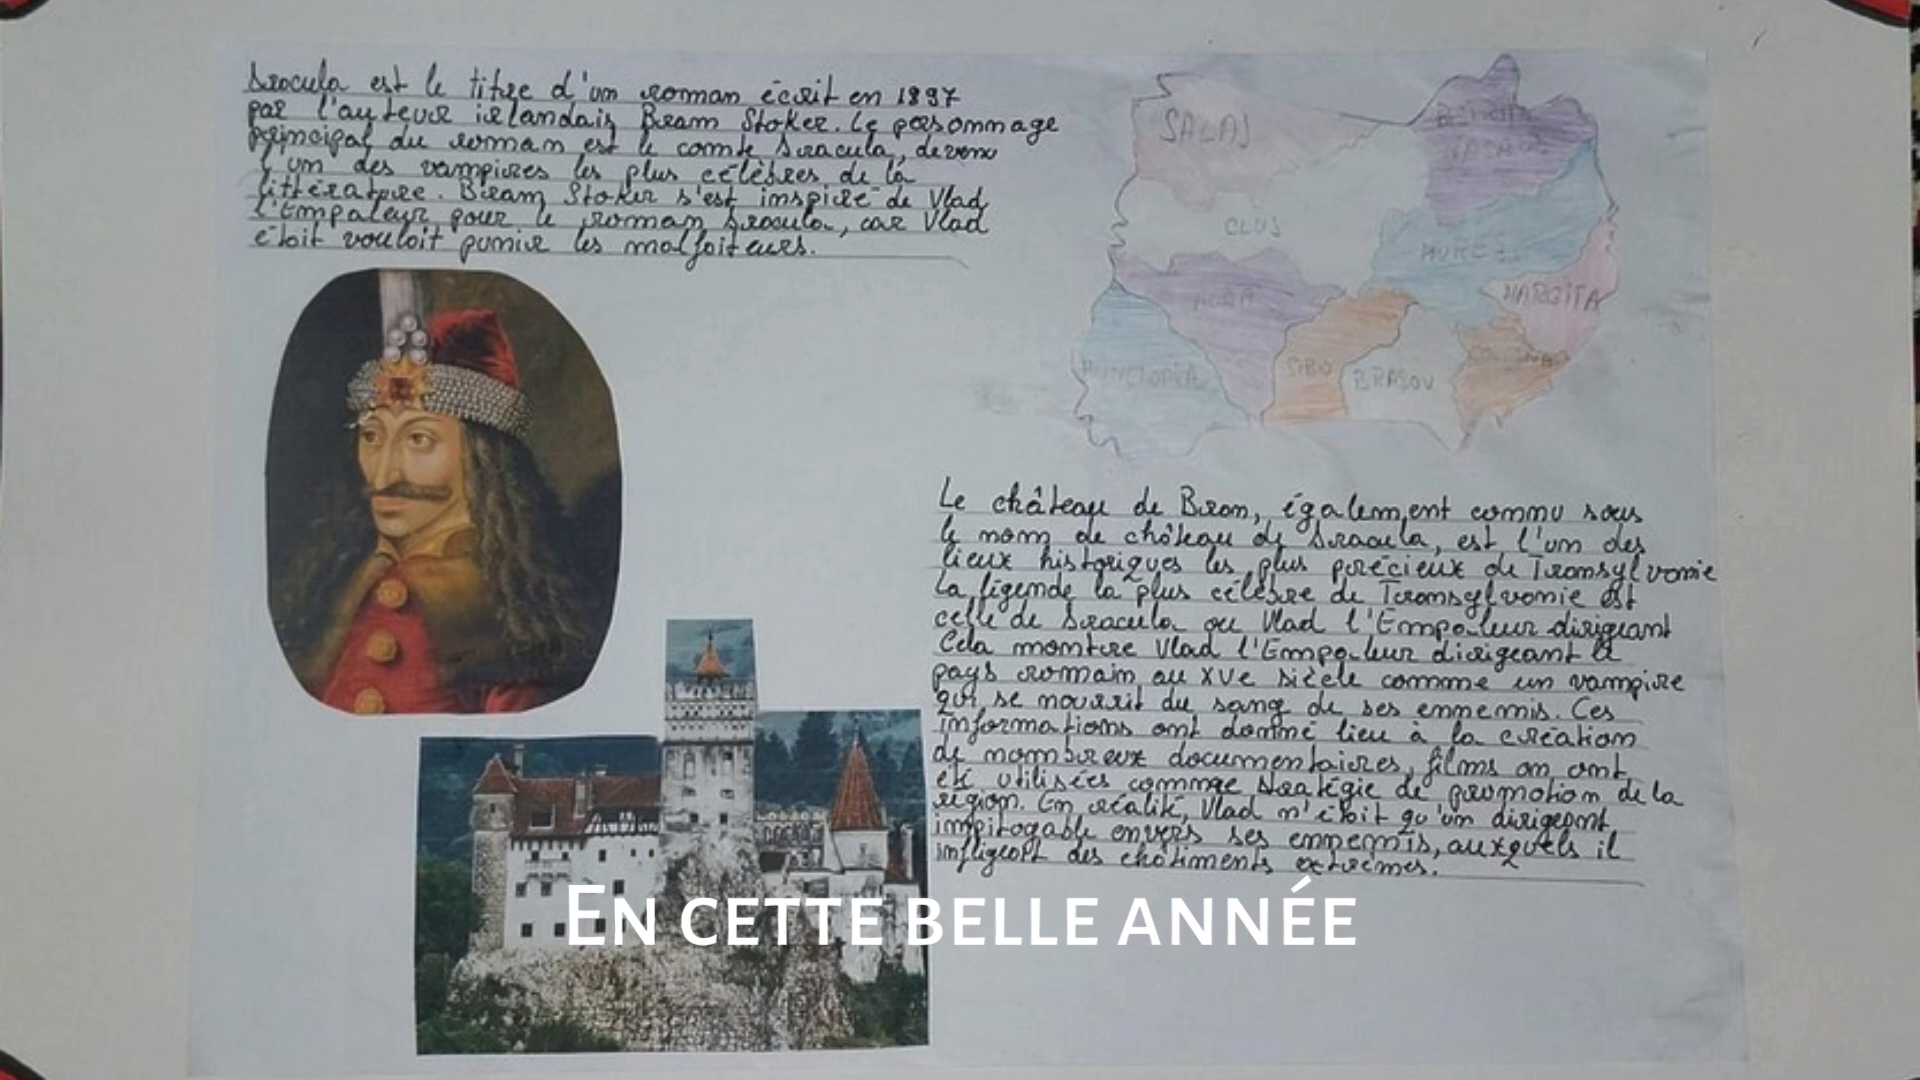 Dracula est le titre d'un roman écrit en 1897
par l'auteur irlandais Bram Stoker. Le personnage
principal du roman est le comte Dracula, devenu
l'un des vampires les plus célèbres de la
littérature. Bram Stoker s'est inspiré de Vlad
l'Empaleur pour le roman Dracula, car Vlad
était vouloit punir les malfaiteurs.
SALAJ
BISTRITA
NASAUD
CLUJ
MURES
ALBA
HARGITA
HUNEDOARA
SIBIU
BRASOV
COVASNA
Le château de Bran, également connu sous
le nom de château de Dracula, est l'un des
lieux historiques les plus précieux de Transylvanie
La légende la plus célèbre de Transylvanie est
celle de Dracula ou Vlad l'Empaleur dirigeant
Cela montre Vlad l'Empaleur dirigeant le
pays romain au XVe siècle comme un vampire
qui se nourrit du sang de ses ennemis. Ces
informations ont donné lieu à la création
de nombreux documentaires, films on ont
été utilisées comme stratégie de promotion de la
région. En réalité, Vlad n'était qu'un dirigeant
impitoyable envers ses ennemis, auxquels il
infligeait des châtiments extrêmes.
En cette belle année